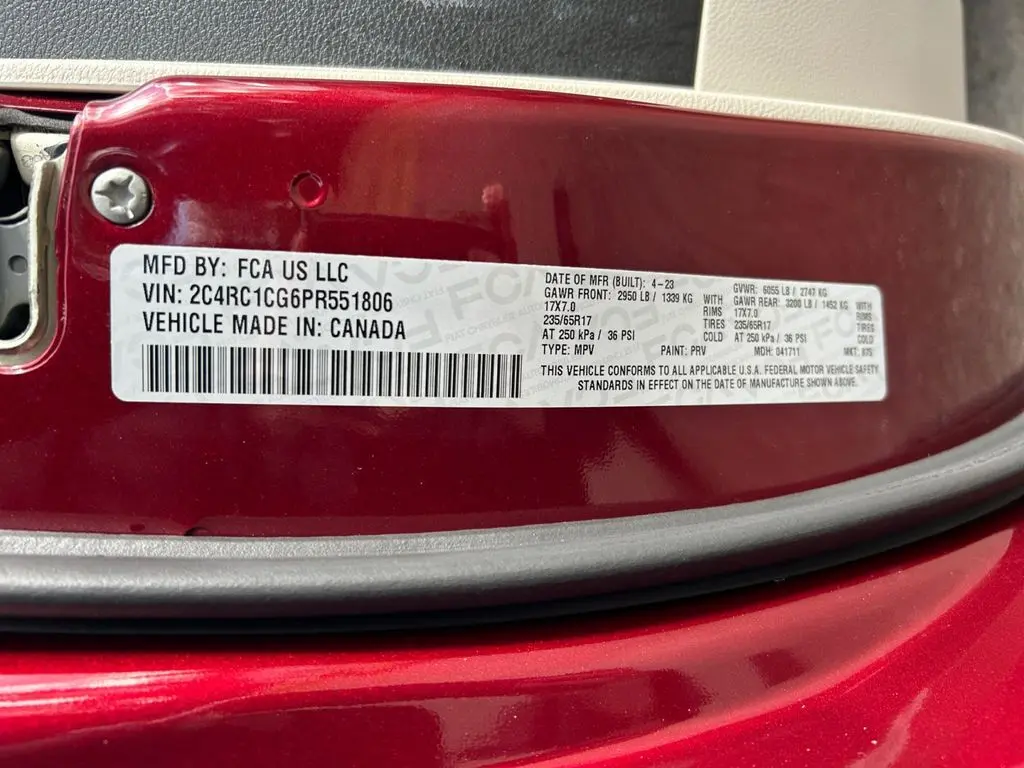 MFD BY: FCA US LLC
VIN: 2C4RC1CG6PR551806
VEHICLE MADE IN: CANADA
DATE OF MFR (BUILT): 4-23
GVWR: 6055 LB / 2747 KG
GAWR FRONT: 2950 LB / 1339 KG WITH
GAWR REAR: 3200 LB / 1452 KG WITH
17X7.0 RIMS 17X7.0 RIMS
235/65R17 TIRES 235/65R17 TIRES
AT 250 kPa / 36 PSI COLD AT 250 kPa / 36 PSI COLD
TYPE: MPV PAINT: PRV MDH: 041711 MKT: 875
THIS VEHICLE CONFORMS TO ALL APPLICABLE U.S.A. FEDERAL MOTOR VEHICLE SAFETY
STANDARDS IN EFFECT ON THE DATE OF MANUFACTURE SHOWN ABOVE.